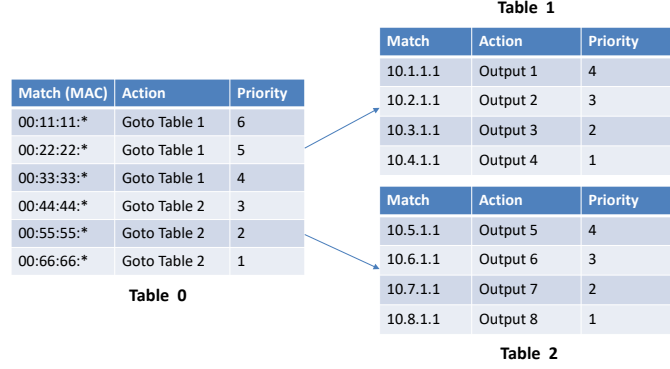 Table 1
Match Action Priority
10.1.1.1 Output 1 4
10.2.1.1 Output 2 3
10.3.1.1 Output 3 2
10.4.1.1 Output 4 1
Match (MAC) Action Priority
00:11:11:* Goto Table 1 6
00:22:22:* Goto Table 1 5
00:33:33:* Goto Table 1 4
00:44:44:* Goto Table 2 3
00:55:55:* Goto Table 2 2
00:66:66:* Goto Table 2 1
Table 0
Match Action Priority
10.5.1.1 Output 5 4
10.6.1.1 Output 6 3
10.7.1.1 Output 7 2
10.8.1.1 Output 8 1
Table 2